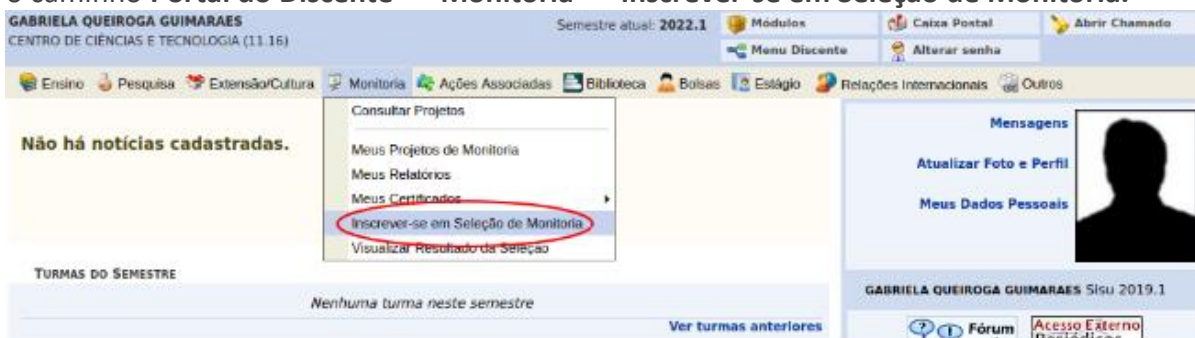 o caminho Portal do Discente → Monitoria → Inscrever-se em Seleção de Monitoria.
GABRIELA QUEIROGA GUIMARAES
CENTRO DE CIÊNCIAS E TECNOLOGIA (11.16)
Semestre atual: 2022.1
Módulos
Caixa Postal
Abrir Chamado
Menu Discente
Alterar senha
Ensino Pesquisa Extensão/Cultura Monitoria Ações Associadas Biblioteca Bolsas Estágio Relações Internacionais Outros
Não há notícias cadastradas.
Consultar Projetos
Meus Projetos de Monitoria
Meus Relatórios
Meus Certificados
Inscrever-se em Seleção de Monitoria
Visualizar Resultado da Seleção
Mensagens
Atualizar Foto e Perfil
Meus Dados Pessoais
TURMAS DO SEMESTRE
Nenhuma turma neste semestre
Ver turmas anteriores
GABRIELA QUEIROGA GUIMARAES Sisu 2019.1
Fórum
Acesso Externo
Periódicos